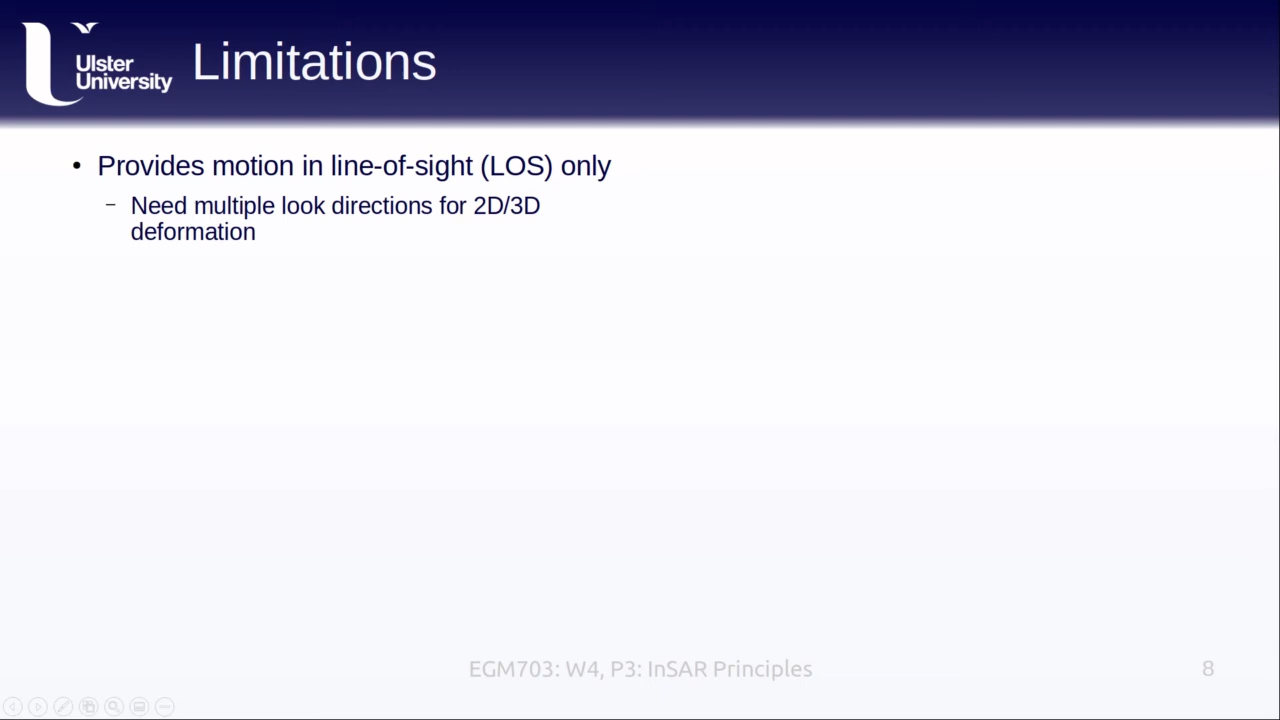 Ulster
University
Limitations
• Provides motion in line-of-sight (LOS) only
– Need multiple look directions for 2D/3D
deformation
EGM703: W4, P3: InSAR Principles
8